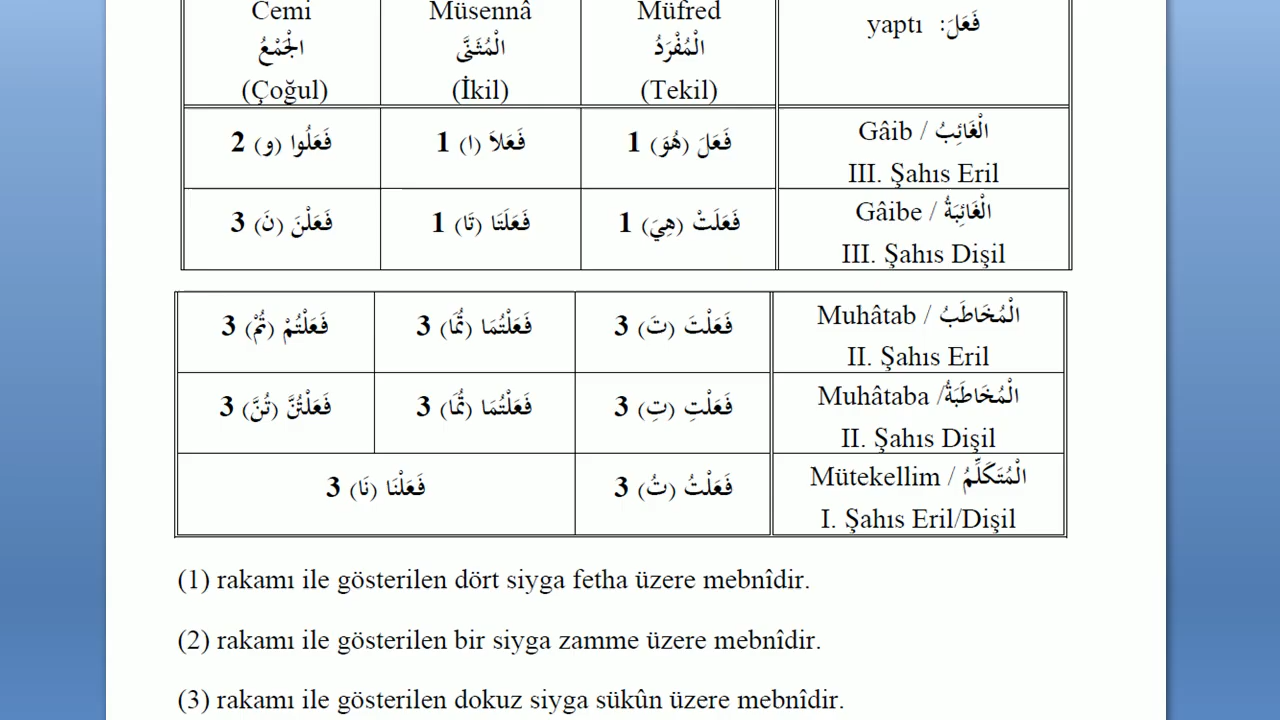 Cemi Müsennâ Müfred yaptı :فَعَلَ
الْجَمْعُ الْمُثَنَّى الْمُفْرَدُ
(Çoğul) (İkil) (Tekil)
فَعَلُوا (و) 2 فَعَلاَ (ا) 1 فَعَلَ (هُوَ) 1 Gâib / الْغَائِبُ
III. Şahıs Eril
فَعَلْنَ (نَ) 3 فَعَلَتَا (تَا) 1 فَعَلَتْ (هِيَ) 1 Gâibe / الْغَائِبَةُ
III. Şahıs Dişil
فَعَلْتُمْ (تُمْ) 3 فَعَلْتُمَا (تُمَا) 3 فَعَلْتَ (تَ) 3 Muhâtab / الْمُخَاطَبُ
II. Şahıs Eril
فَعَلْتُنَّ (تُنَّ) 3 فَعَلْتُمَا (تُمَا) 3 فَعَلْتِ (تِ) 3 Muhâtaba /الْمُخَاطَبَةُ
II. Şahıs Dişil
فَعَلْنَا (نَا) 3 فَعَلْتُ (تُ) 3 Mütekellim / الْمُتَكَلِّمُ
I. Şahıs Eril/Dişil
(1) rakamı ile gösterilen dört siyga fetha üzere mebnîdir.
(2) rakamı ile gösterilen bir siyga zamme üzere mebnîdir.
(3) rakamı ile gösterilen dokuz siyga sükûn üzere mebnîdir.